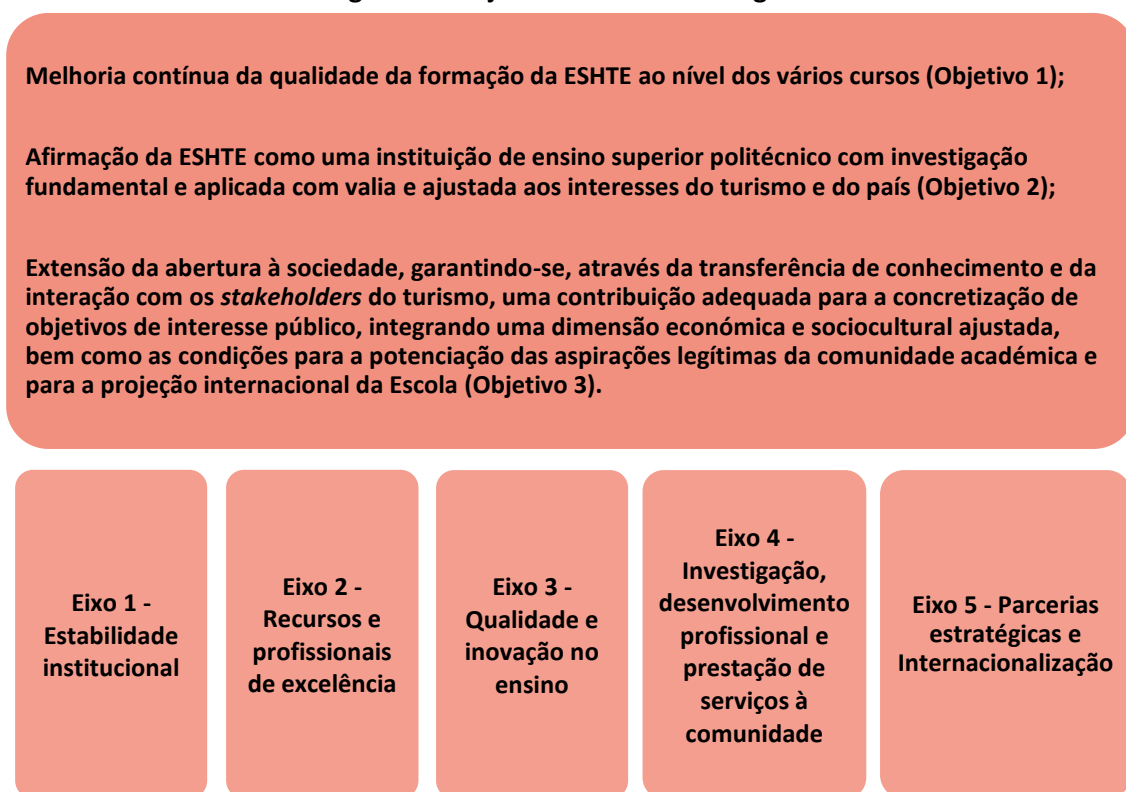 Melhoria contínua da qualidade da formação da ESHTE ao nível dos vários cursos (Objetivo 1);
Afirmação da ESHTE como uma instituição de ensino superior politécnico com investigação
fundamental e aplicada com valia e ajustada aos interesses do turismo e do país (Objetivo 2);
Extensão da abertura à sociedade, garantindo-se, através da transferência de conhecimento e da
interação com os stakeholders do turismo, uma contribuição adequada para a concretização de
objetivos de interesse público, integrando uma dimensão económica e sociocultural ajustada,
bem como as condições para a potenciação das aspirações legítimas da comunidade académica e
para a projeção internacional da Escola (Objetivo 3).
Eixo 1 -
Estabilidade
institucional
Eixo 2 -
Recursos e
profissionais
de excelência
Eixo 3 -
Qualidade e
inovação no
ensino
Eixo 4 -
Investigação,
desenvolvimento
profissional e
prestação de
serviços à
comunidade
Eixo 5 - Parcerias
estratégicas e
Internacionalização